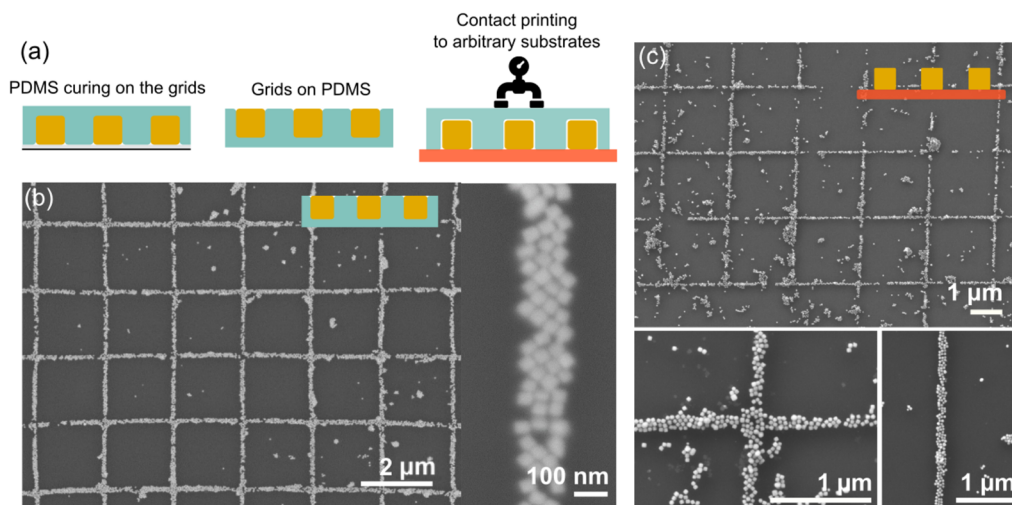 (a)
PDMS curing on the grids
Grids on PDMS
Contact printing
to arbitrary substrates
(b)
2 µm
100 nm
(c)
1 µm
1 µm
1 µm